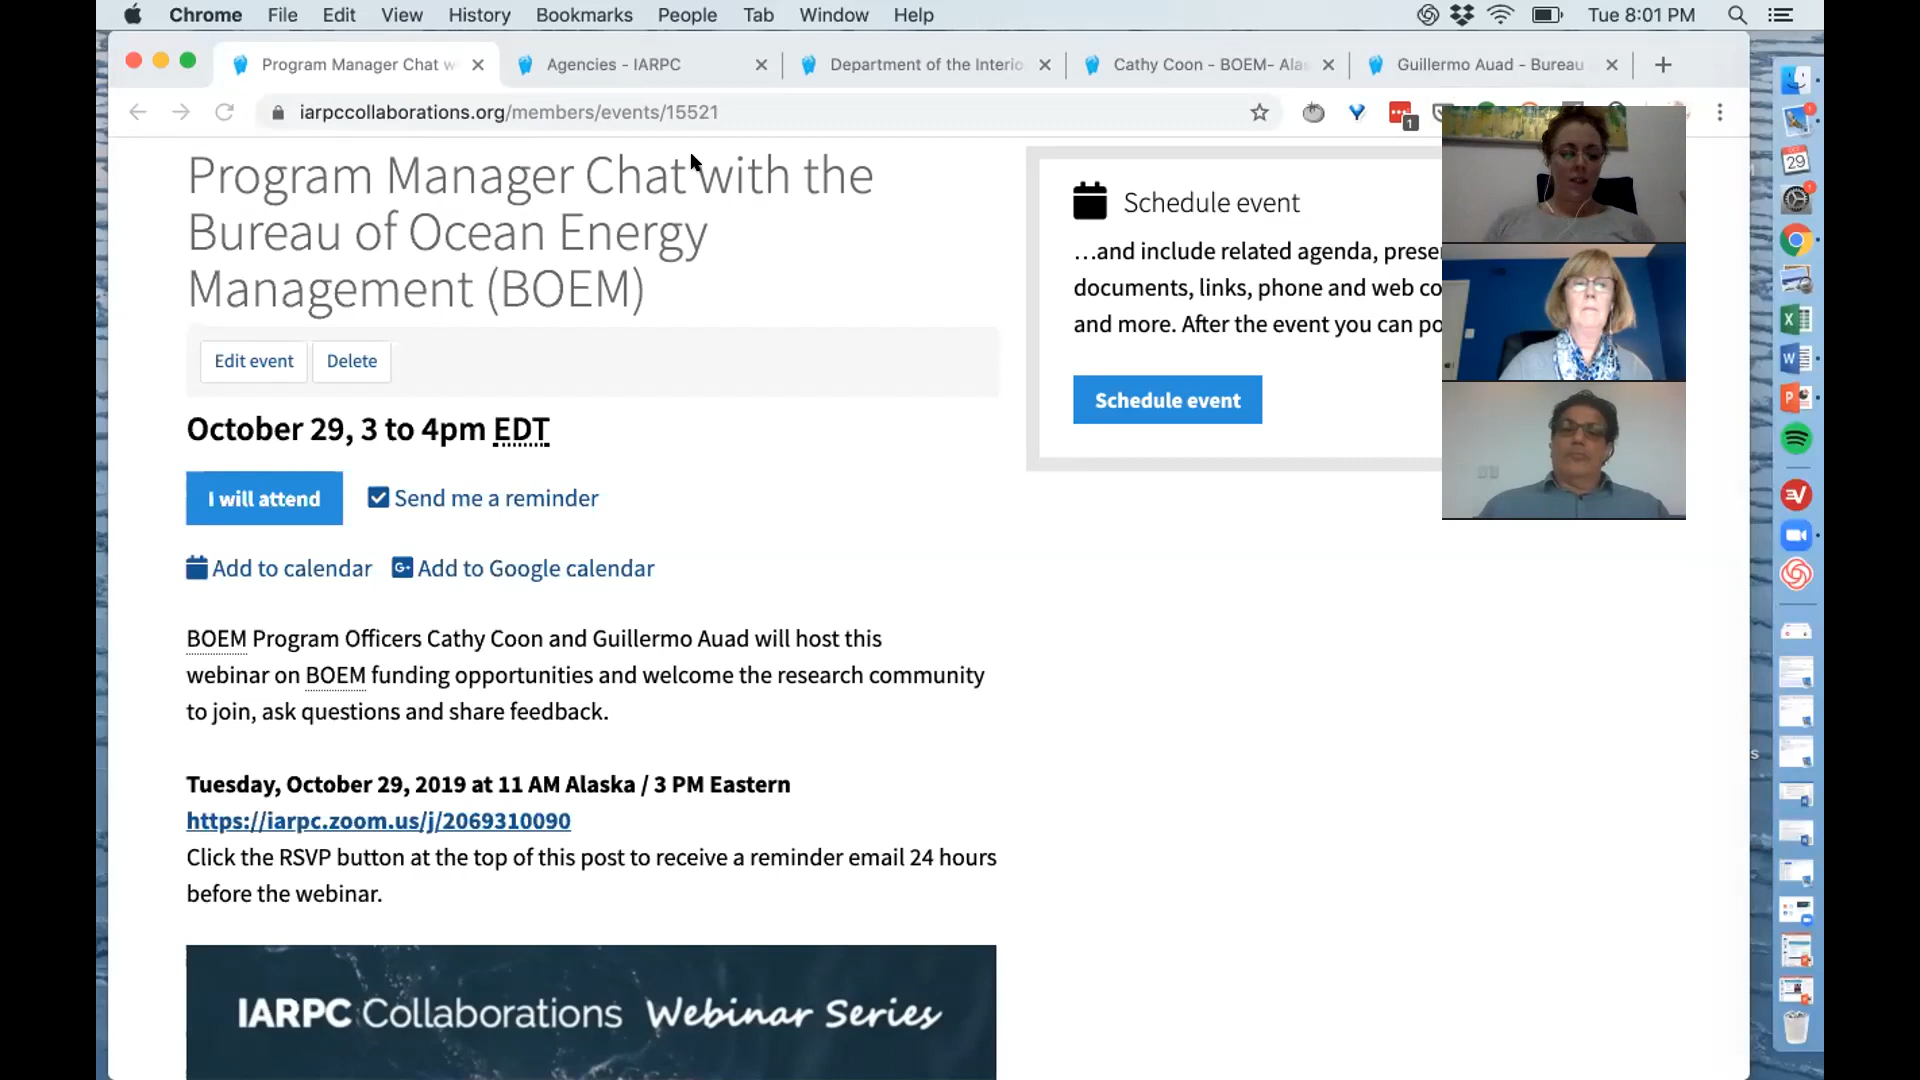 Chrome File Edit View History Bookmarks People Tab Window Help Tue 8:01 PM
Program Manager Chat w Agencies - IARPC Department of the Interio Cathy Coon - BOEM- Ala Guillermo Auad - Bureau
iarpccollaborations.org/members/events/15521
1
Program Manager Chat with the
Bureau of Ocean Energy
Management (BOEM)
Edit event Delete
October 29, 3 to 4pm EDT
I will attend Send me a reminder
Add to calendar Add to Google calendar
BOEM Program Officers Cathy Coon and Guillermo Auad will host this
webinar on BOEM funding opportunities and welcome the research community
to join, ask questions and share feedback.
Tuesday, October 29, 2019 at 11 AM Alaska / 3 PM Eastern
https://iarpc.zoom.us/j/2069310090
Click the RSVP button at the top of this post to receive a reminder email 24 hours
before the webinar.
IARPC Collaborations Webinar Series
Schedule event
…and include related agenda, prese
documents, links, phone and web co
and more. After the event you can po
Schedule event
1
29
1